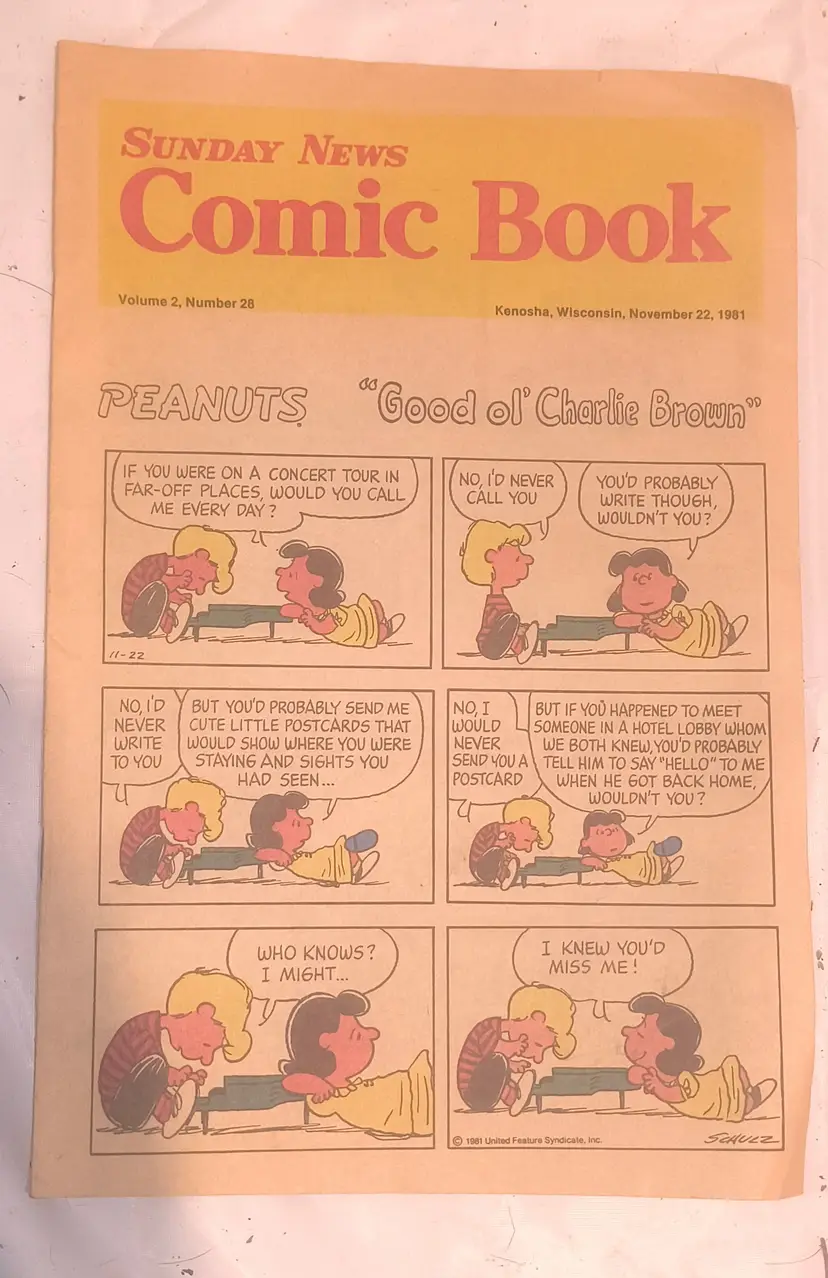 SUNDAY NEWS
Comic Book
Volume 2, Number 28
Kenosha, Wisconsin, November 22, 1981
PEANUTS
"Good ol' Charlie Brown"
IF YOU WERE ON A CONCERT TOUR IN
FAR-OFF PLACES, WOULD YOU CALL
ME EVERY DAY?
11-22
NO, I'D NEVER
CALL YOU
YOU'D PROBABLY
WRITE THOUGH,
WOULDN'T YOU?
NO, I'D
NEVER
WRITE
TO YOU
BUT YOU'D PROBABLY SEND ME
CUTE LITTLE POSTCARDS THAT
WOULD SHOW WHERE YOU WERE
STAYING AND SIGHTS YOU
HAD SEEN...
NO, I
WOULD
NEVER
SEND YOU A
POSTCARD
BUT IF YOU HAPPENED TO MEET
SOMEONE IN A HOTEL LOBBY WHOM
WE BOTH KNEW, YOU'D PROBABLY
TELL HIM TO SAY "HELLO" TO ME
WHEN HE GOT BACK HOME,
WOULDN'T YOU?
WHO KNOWS?
I MIGHT...
I KNEW YOU'D
MISS ME!
© 1981 United Feature Syndicate, Inc.
SCHULZ